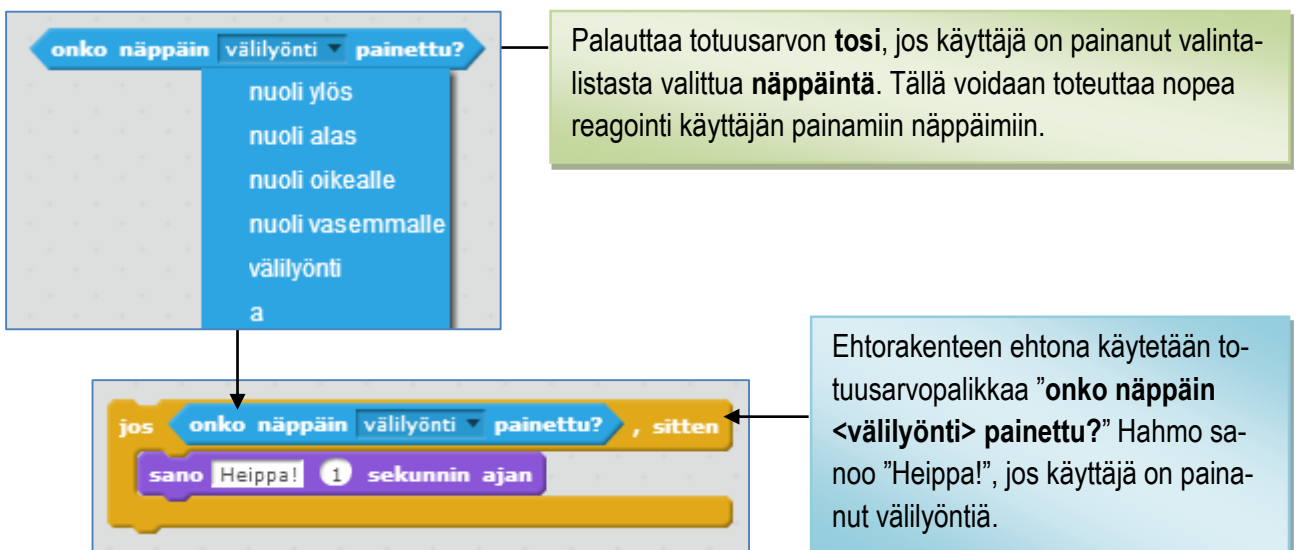 onko näppäin välilyönti painettu?
nuoli ylös
nuoli alas
nuoli oikealle
nuoli vasemmalle
välilyönti
a
Palauttaa totuusarvon tosi, jos käyttäjä on painanut valinta-
listasta valittua näppäintä. Tällä voidaan toteuttaa nopea
reagointi käyttäjän painamiin näppäimiin.
jos onko näppäin välilyönti painettu? , sitten
sano Heippa! 1 sekunnin ajan
Ehtorakenteen ehtona käytetään to-
tuusarvopalikkaa ”onko näppäin
<välilyönti> painettu?” Hahmo sa-
noo ”Heippa!”, jos käyttäjä on paina-
nut välilyöntiä.